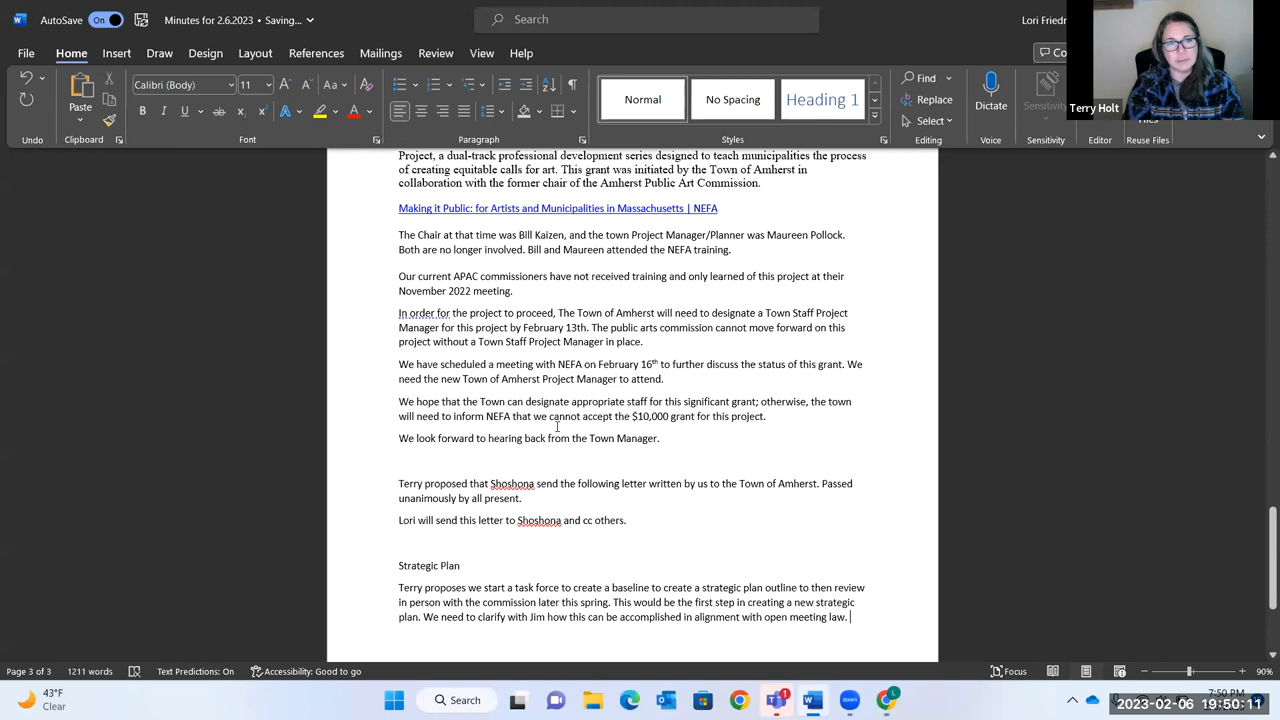 AutoSave On Minutes for 2.6.2023 • Saving... Search Lori Friedr
File Home Insert Draw Design Layout References Mailings Review View Help Co
Calibri (Body) 11 Aa Normal No Spacing Heading 1 Find Replace Select
Paste Dictate Sensitivity Files
Terry Holt
Undo Clipboard Font Paragraph Styles Editing Voice Sensitivity Editor Reuse Files
Project, a dual-track professional development series designed to teach municipalities the process
of creating equitable calls for art. This grant was initiated by the Town of Amherst in
collaboration with the former chair of the Amherst Public Art Commission.
Making it Public: for Artists and Municipalities in Massachusetts | NEFA
The Chair at that time was Bill Kaizen, and the town Project Manager/Planner was Maureen Pollock.
Both are no longer involved. Bill and Maureen attended the NEFA training.
Our current APAC commissioners have not received training and only learned of this project at their
November 2022 meeting.
In order for the project to proceed, The Town of Amherst will need to designate a Town Staff Project
Manager for this project by February 13th. The public arts commission cannot move forward on this
project without a Town Staff Project Manager in place.
We have scheduled a meeting with NEFA on February 16th to further discuss the status of this grant. We
need the new Town of Amherst Project Manager to attend.
We hope that the Town can designate appropriate staff for this significant grant; otherwise, the town
will need to inform NEFA that we cannot accept the $10,000 grant for this project.
We look forward to hearing back from the Town Manager.
Terry proposed that Shoshona send the following letter written by us to the Town of Amherst. Passed
unanimously by all present.
Lori will send this letter to Shoshona and cc others.
Strategic Plan
Terry proposes we start a task force to create a baseline to create a strategic plan outline to then review
in person with the commission later this spring. This would be the first step in creating a new strategic
plan. We need to clarify with Jim how this can be accomplished in alignment with open meeting law.
Page 3 of 3 1211 words Text Predictions: On Accessibility: Good to go Focus 90%
43°F
Clear
Search
7:50 PM
2023-02-06 19:50:11